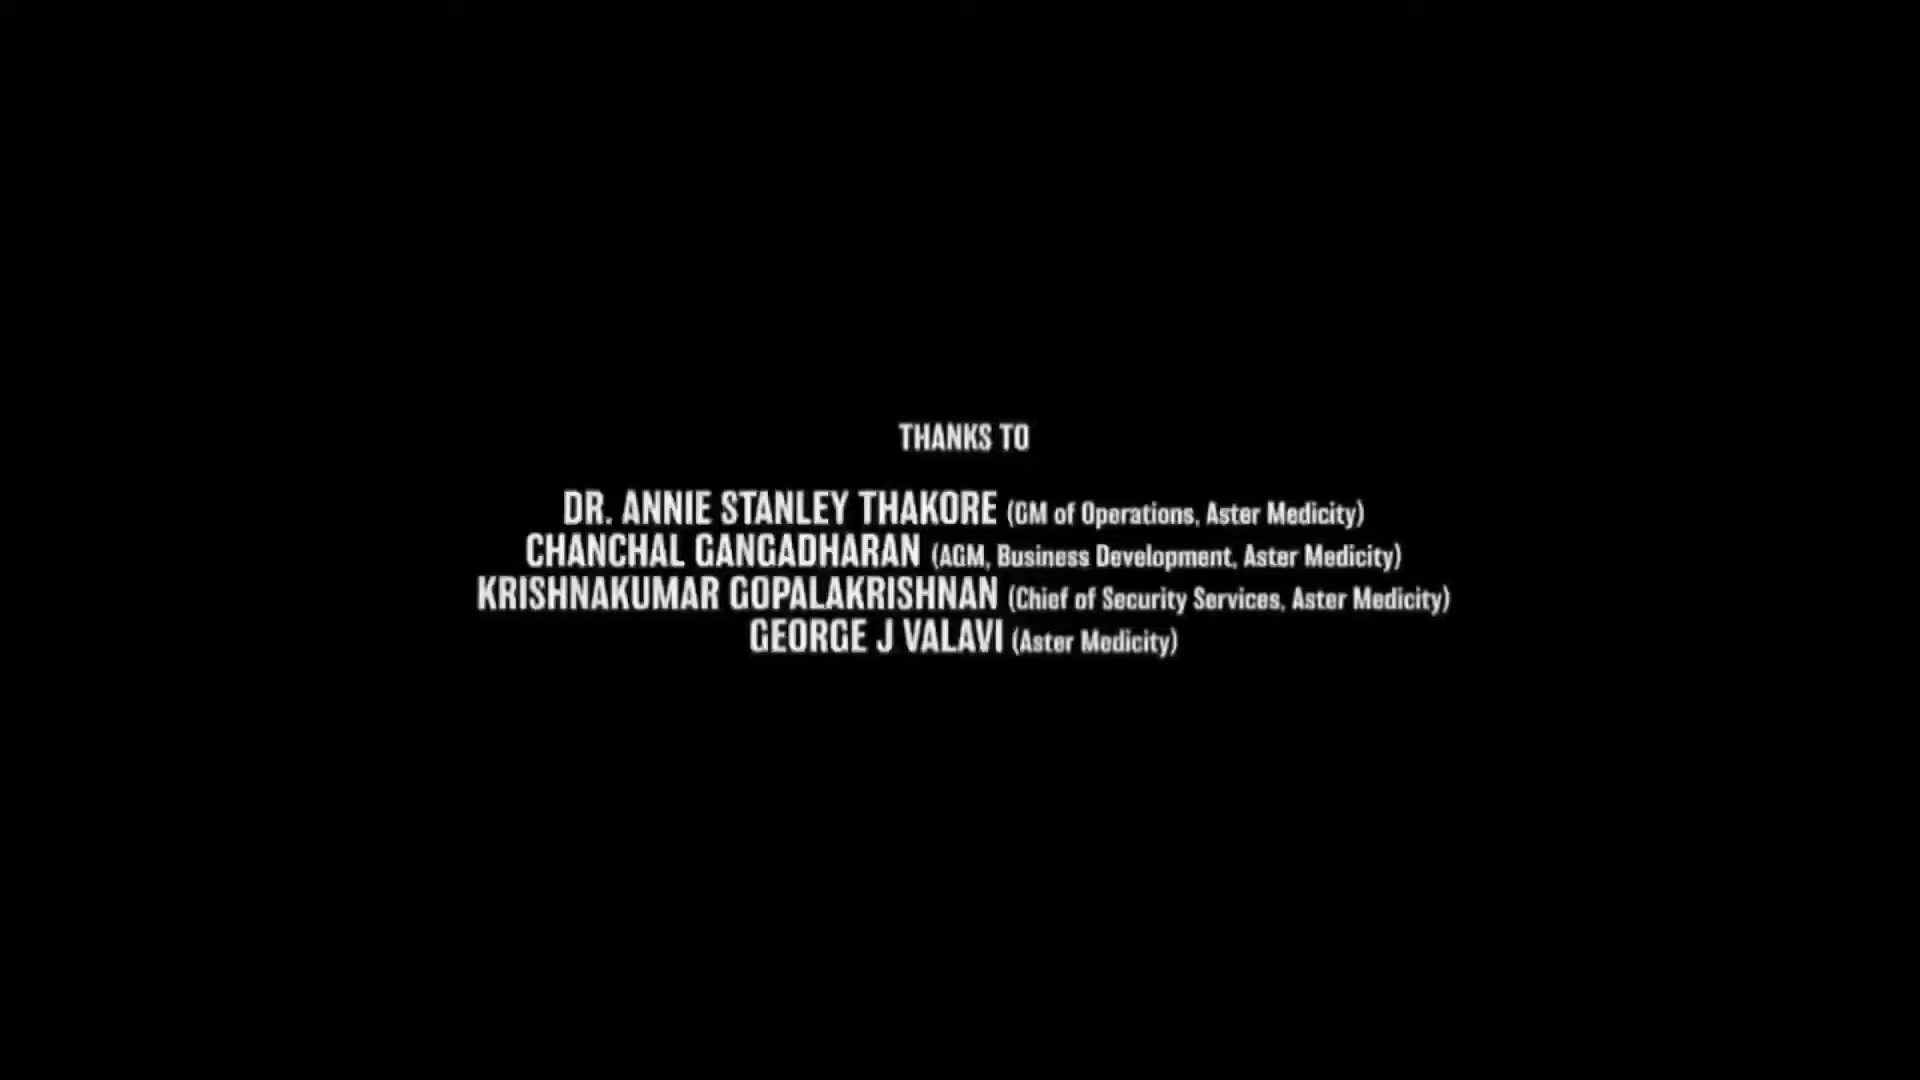 THANKS TO
DR. ANNIE STANLEY THAKORE (GM of Operations, Aster Medicity)
CHANCHAL GANGADHARAN (AGM, Business Development, Aster Medicity)
KRISHNAKUMAR GOPALAKRISHNAN (Chief of Security Services, Aster Medicity)
GEORGE J VALAVI (Aster Medicity)